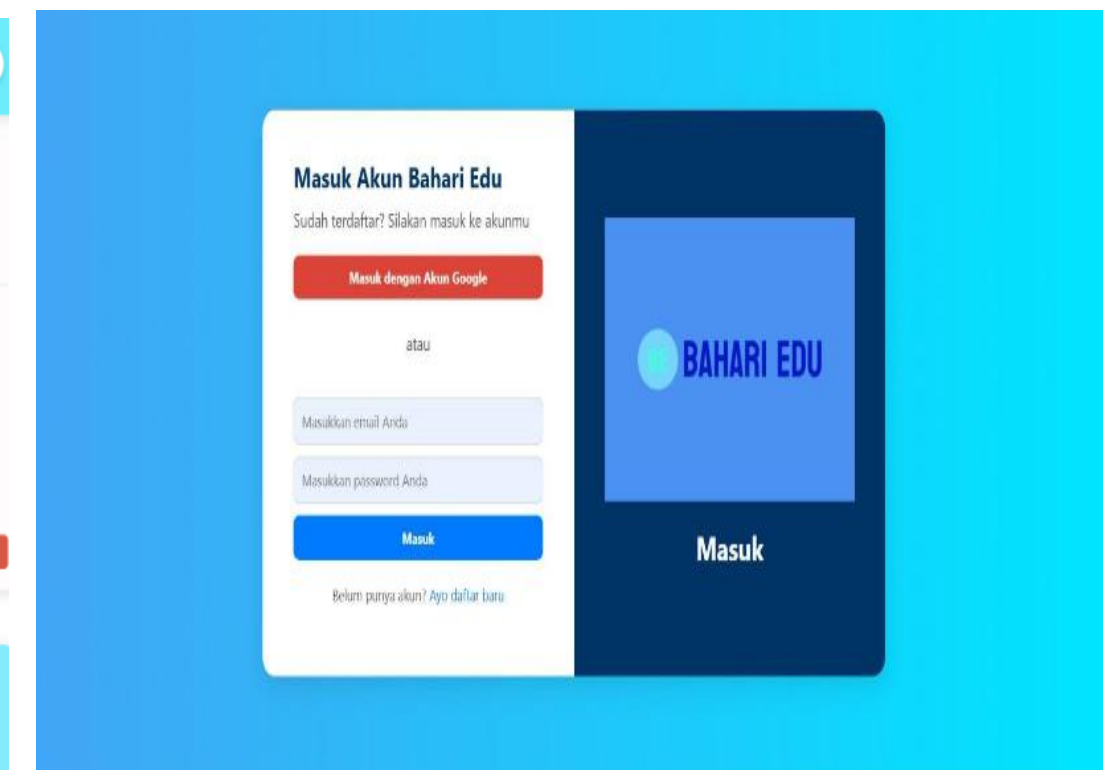 Masuk Akun Bahari Edu
Sudah terdaftar? Silakan masuk ke akunmu
Masuk dengan Akun Google
atau
Masukkan email Anda
Masukkan password Anda
Masuk
Belum punya akun? Ayo daftar baru
BAHARI EDU
Masuk